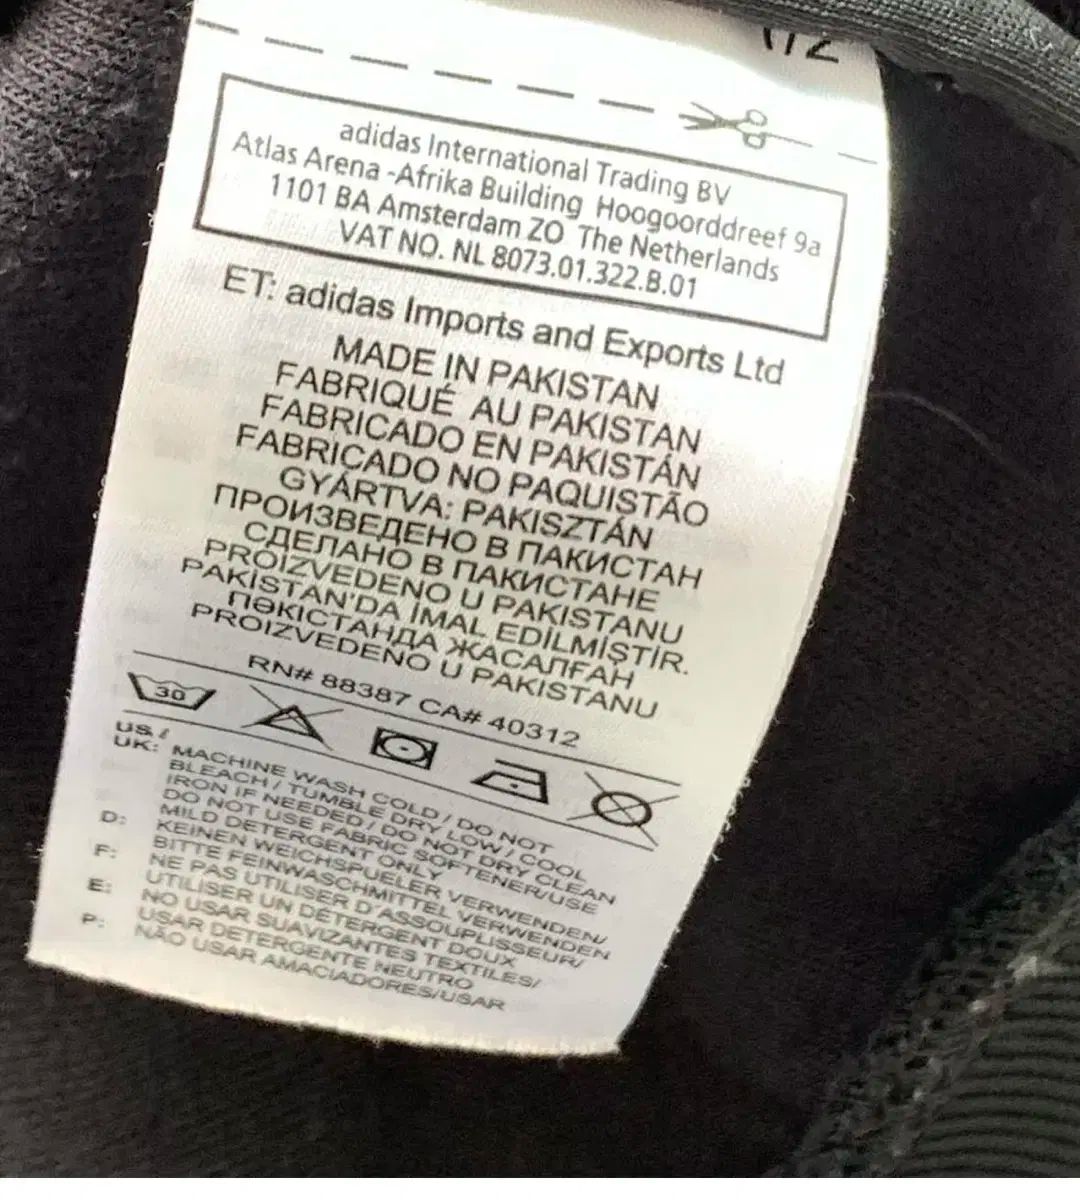 1/2
adidas International Trading BV
Atlas Arena -Afrika Building Hoogoorddreef 9a
1101 BA Amsterdam ZO The Netherlands
VAT NO. NL 8073.01.322.B.01
ET: adidas Imports and Exports Ltd
MADE IN PAKISTAN
FABRIQUÉ AU PAKISTAN
FABRICADO EN PAKISTÁN
FABRICADO NO PAQUISTÃO
GYÁRTVA: PAKISZTÁN
ПРОИЗВЕДЕНО В ПАКИСТАН
СДЕЛАНО В ПАКИСТАНЕ
PROIZVEDENO U PAKISTANU
PAKİSTAN'DA İMAL EDİLMİŞTİR.
ПӘКІСТАНДА ЖАСАЛҒАН
PROIZVEDENO U PAKISTANU
RN# 88387 CA# 40312
30
US /
UK: MACHINE WASH COLD / DO NOT
BLEACH / TUMBLE DRY LOW / COOL
IRON IF NEEDED / DO NOT DRY CLEAN
DO NOT USE FABRIC SOFTENER/USE
MILD DETERGENT ONLY
D: KEINEN WEICHSPUELER VERWENDEN/
BITTE FEINWASCHMITTEL VERWENDEN
F: NE PAS UTILISER D'ASSOUPLISSEUR/
UTILISER UN DÉTERGENT DOUX
E: NO USAR SUAVIZANTES TEXTILES/
USAR DETERGENTE NEUTRO
P: NÃO USAR AMACIADORES/USAR